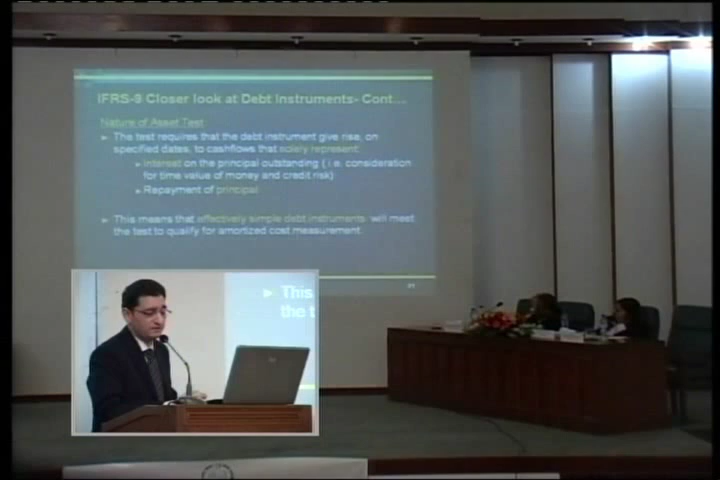 IFRS-9 Closer look at Debt Instruments- Cont...
Nature of Asset Test:
► The test requires that the debt instrument give rise, on
specified dates, to cashflows that solely represent:
► Interest on the principal outstanding ( i.e. consideration
for time value of money and credit risk)
► Repayment of principal
► This means that effectively simple debt instruments will meet
the test to qualify for amortized cost measurement
► This
the t